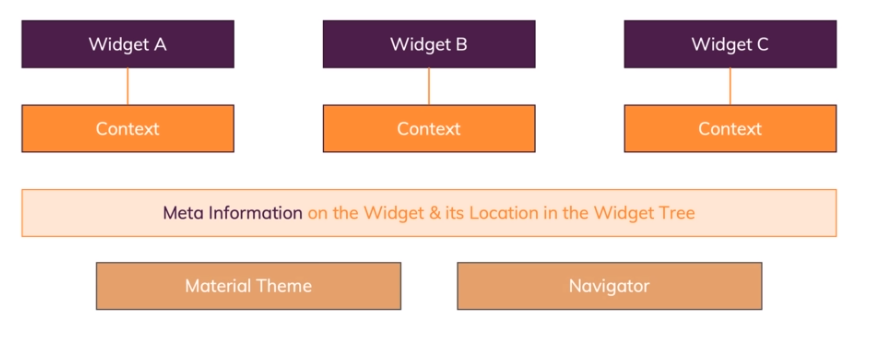 Widget A
Widget B
Widget C
Context
Context
Context
Meta Information on the Widget & its Location in the Widget Tree
Material Theme
Navigator